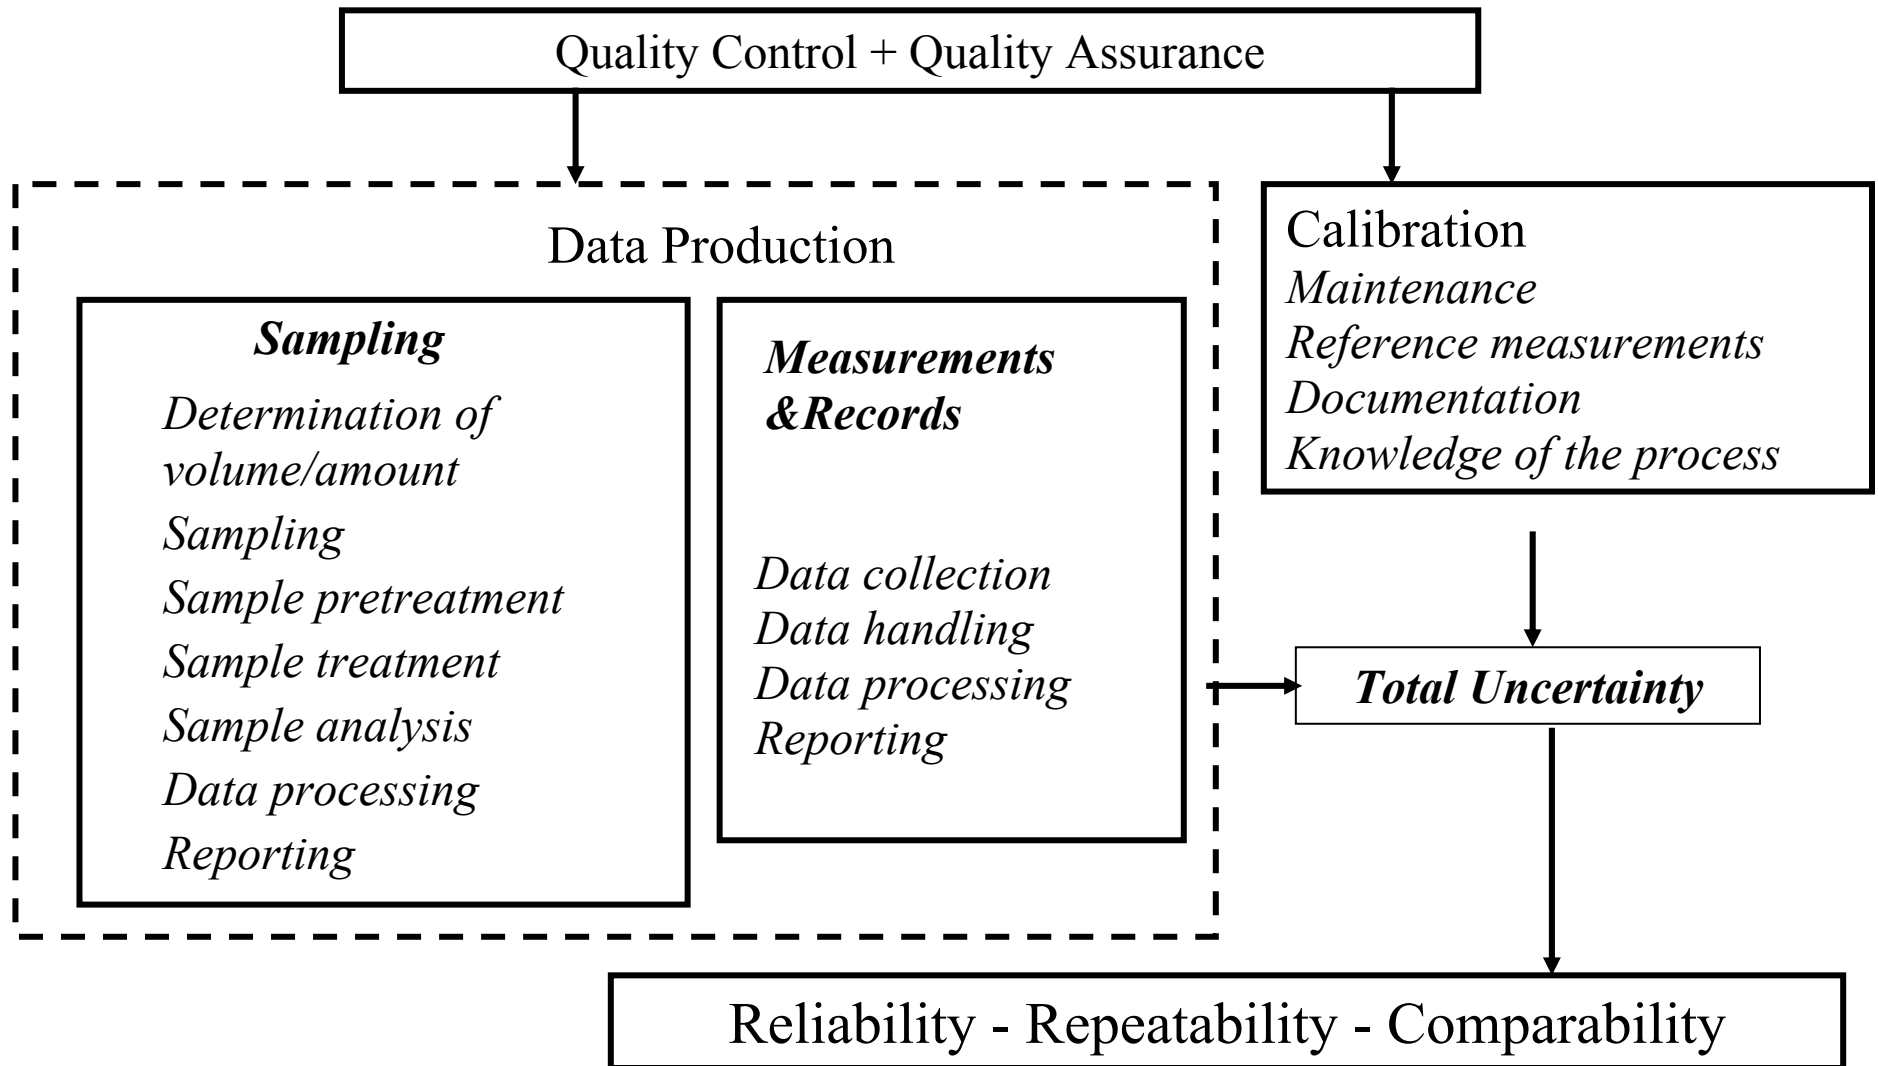 Quality Control + Quality Assurance
Data Production
Sampling
Determination of
volume/amount
Sampling
Sample pretreatment
Sample treatment
Sample analysis
Data processing
Reporting
Measurements
&Records
Data collection
Data handling
Data processing
Reporting
Calibration
Maintenance
Reference measurements
Documentation
Knowledge of the process
Total Uncertainty
Reliability - Repeatability - Comparability